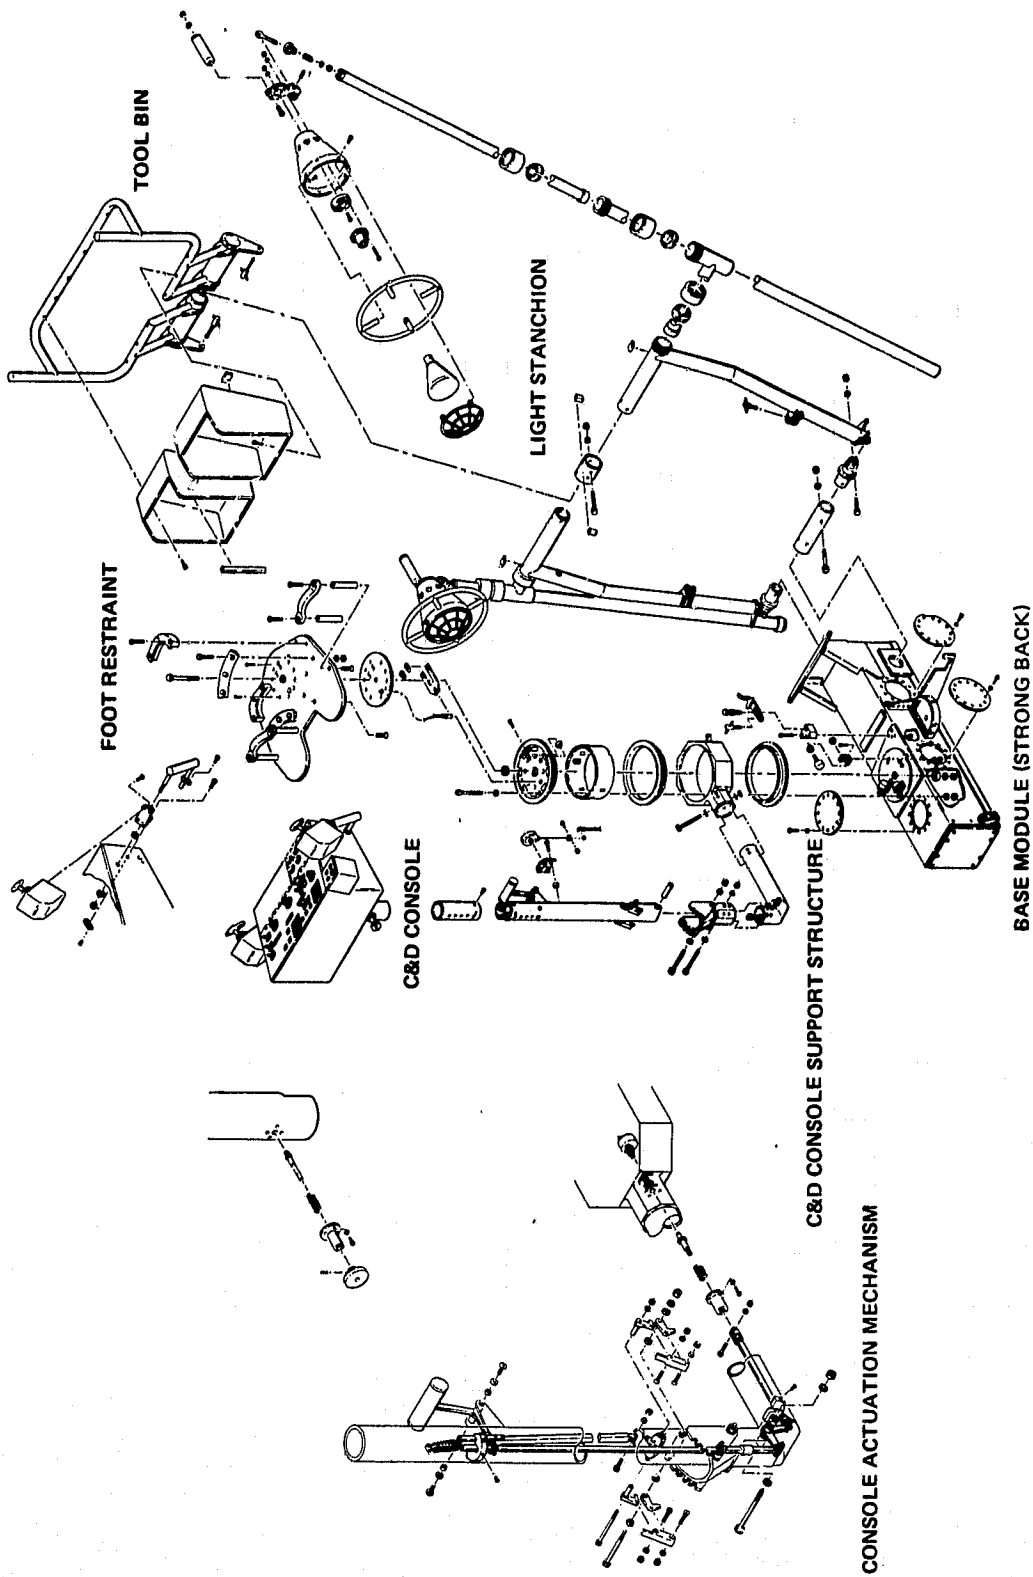 TOOL BIN
LIGHT STANCHION
FOOT RESTRAINT
C&D CONSOLE
BASE MODULE (STRONG BACK)
C&D CONSOLE SUPPORT STRUCTURE
CONSOLE ACTUATION MECHANISM